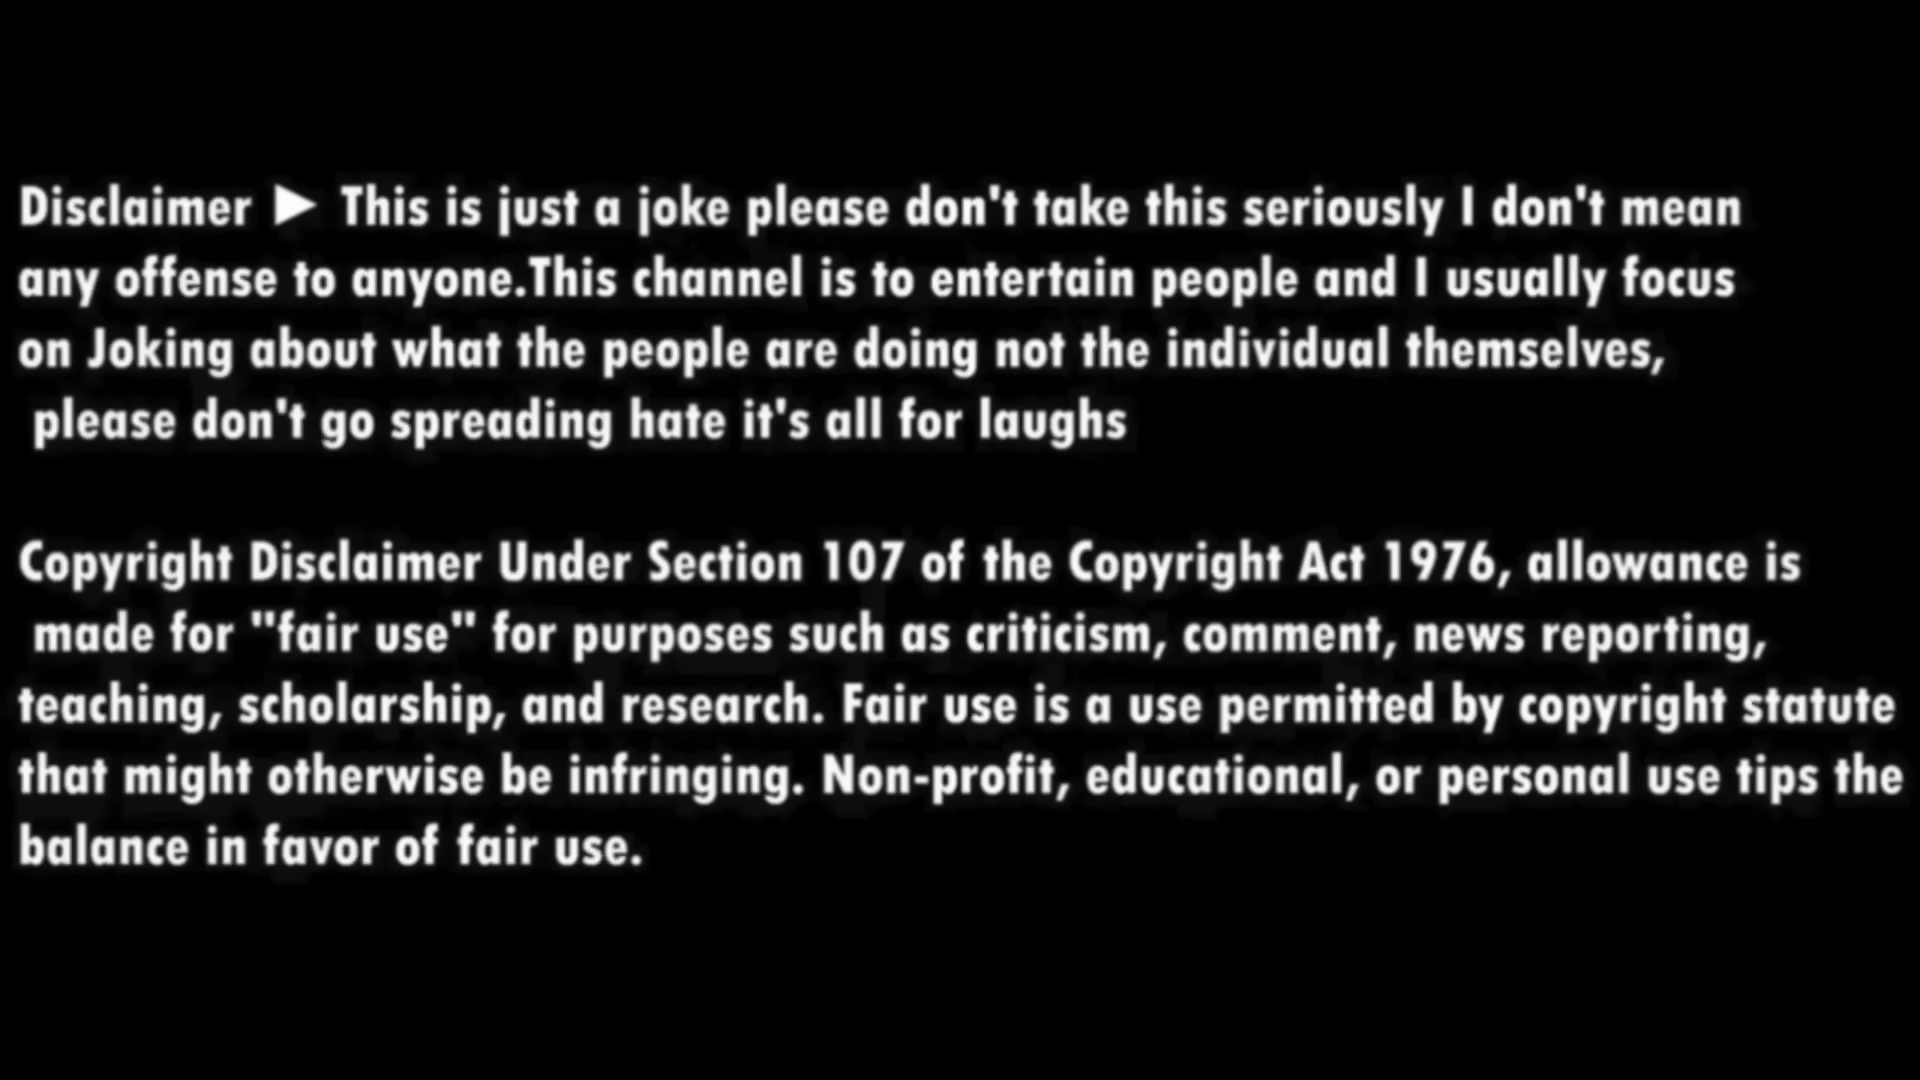 Disclaimer ► This is just a joke please don't take this seriously I don't mean
any offense to anyone.This channel is to entertain people and I usually focus
on Joking about what the people are doing not the individual themselves,
please don't go spreading hate it's all for laughs
Copyright Disclaimer Under Section 107 of the Copyright Act 1976, allowance is
made for "fair use" for purposes such as criticism, comment, news reporting,
teaching, scholarship, and research. Fair use is a use permitted by copyright statute
that might otherwise be infringing. Non-profit, educational, or personal use tips the
balance in favor of fair use.